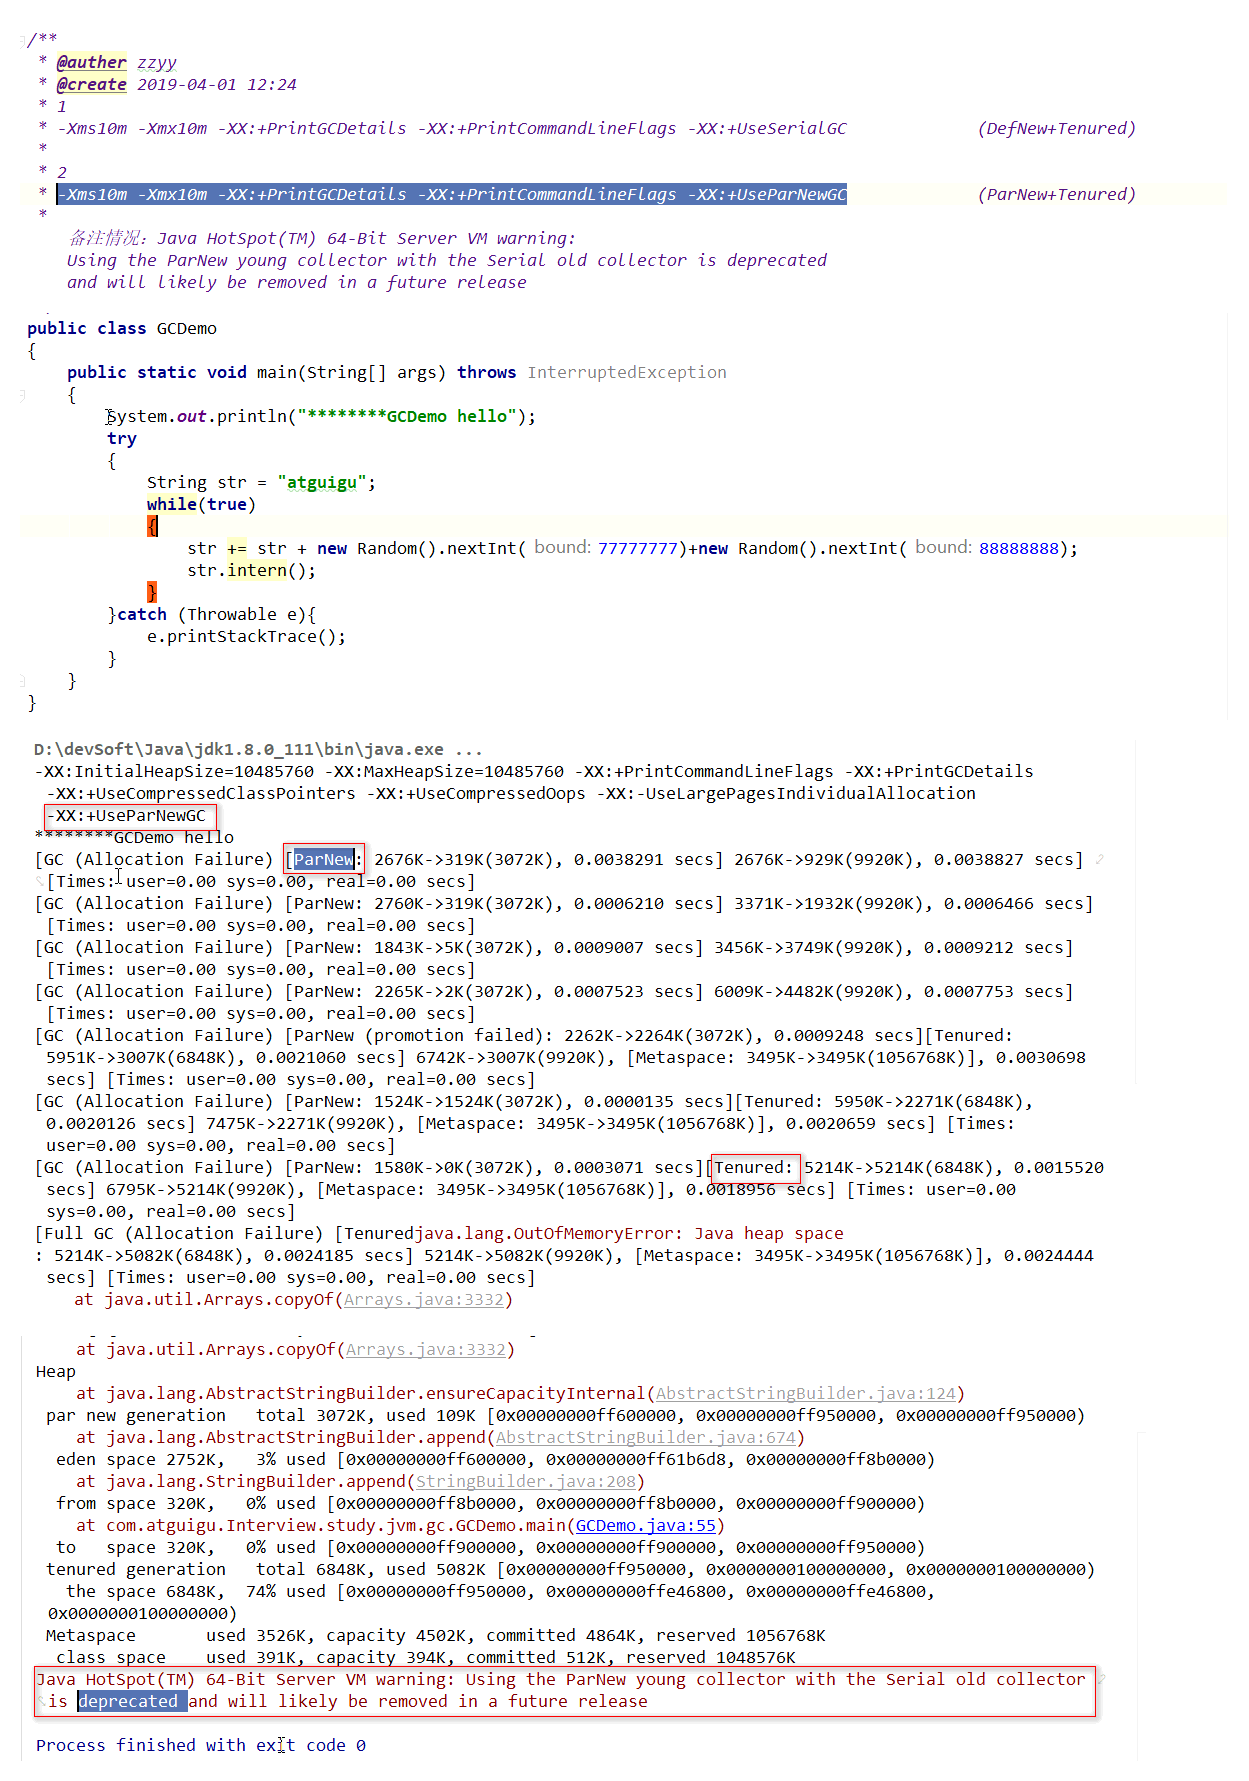 /**
 * @auther zzyy
 * @create 2019-04-01 12:24
 * 1
 * -Xms10m -Xmx10m -XX:+PrintGCDetails -XX:+PrintCommandLineFlags -XX:+UseSerialGC (DefNew+Tenured)
 *
 * 2
 * -Xms10m -Xmx10m -XX:+PrintGCDetails -XX:+PrintCommandLineFlags -XX:+UseParNewGC (ParNew+Tenured)
 *
备注情况: Java HotSpot(TM) 64-Bit Server VM warning:
Using the ParNew young collector with the Serial old collector is deprecated
and will likely be removed in a future release
public class GCDemo
{
public static void main(String[] args) throws InterruptedException
{
System.out.println("********GCDemo hello");
try
{
String str = "atguigu";
while(true)
{
str += str + new Random().nextInt( bound: 77777777)+new Random().nextInt( bound: 88888888);
str.intern();
}
}catch (Throwable e){
e.printStackTrace();
}
}
}
D:\devSoft\Java\jdk1.8.0_111\bin\java.exe ...
-XX:InitialHeapSize=10485760 -XX:MaxHeapSize=10485760 -XX:+PrintCommandLineFlags -XX:+PrintGCDetails
-XX:+UseCompressedClassPointers -XX:+UseCompressedOops -XX:-UseLargePagesIndividualAllocation
-XX:+UseParNewGC
********GCDemo hello
[GC (Allocation Failure) [ParNew: 2676K->319K(3072K), 0.0038291 secs] 2676K->929K(9920K), 0.0038827 secs]
[Times: user=0.00 sys=0.00, real=0.00 secs]
[GC (Allocation Failure) [ParNew: 2760K->319K(3072K), 0.0006210 secs] 3371K->1932K(9920K), 0.0006466 secs]
[Times: user=0.00 sys=0.00, real=0.00 secs]
[GC (Allocation Failure) [ParNew: 1843K->5K(3072K), 0.0009007 secs] 3456K->3749K(9920K), 0.0009212 secs]
[Times: user=0.00 sys=0.00, real=0.00 secs]
[GC (Allocation Failure) [ParNew: 2265K->2K(3072K), 0.0007523 secs] 6009K->4482K(9920K), 0.0007753 secs]
[Times: user=0.00 sys=0.00, real=0.00 secs]
[GC (Allocation Failure) [ParNew (promotion failed): 2262K->2264K(3072K), 0.0009248 secs][Tenured:
5951K->3007K(6848K), 0.0021060 secs] 6742K->3007K(9920K), [Metaspace: 3495K->3495K(1056768K)], 0.0030698
secs] [Times: user=0.00 sys=0.00, real=0.00 secs]
[GC (Allocation Failure) [ParNew: 1524K->1524K(3072K), 0.0000135 secs][Tenured: 5950K->2271K(6848K),
0.0020126 secs] 7475K->2271K(9920K), [Metaspace: 3495K->3495K(1056768K)], 0.0020659 secs] [Times:
user=0.00 sys=0.00, real=0.00 secs]
[GC (Allocation Failure) [ParNew: 1580K->0K(3072K), 0.0003071 secs][Tenured: 5214K->5214K(6848K), 0.0015520
secs] 6795K->5214K(9920K), [Metaspace: 3495K->3495K(1056768K)], 0.0018956 secs] [Times: user=0.00
sys=0.00, real=0.00 secs]
[Full GC (Allocation Failure) [Tenuredjava.lang.OutOfMemoryError: Java heap space
: 5214K->5082K(6848K), 0.0024185 secs] 5214K->5082K(9920K), [Metaspace: 3495K->3495K(1056768K)], 0.0024444
secs] [Times: user=0.00 sys=0.00, real=0.00 secs]
at java.util.Arrays.copyOf(Arrays.java:3332)
at java.util.Arrays.copyOf(Arrays.java:3332)
Heap
at java.lang.AbstractStringBuilder.ensureCapacityInternal(AbstractStringBuilder.java:124)
par new generation   total 3072K, used 109K [0x00000000ff600000, 0x00000000ff950000, 0x00000000ff950000)
at java.lang.AbstractStringBuilder.append(AbstractStringBuilder.java:674)
eden space 2752K,   3% used [0x00000000ff600000, 0x00000000ff61b6d8, 0x00000000ff8b0000)
at java.lang.StringBuilder.append(StringBuilder.java:208)
from space 320K,   0% used [0x00000000ff8b0000, 0x00000000ff8b0000, 0x00000000ff900000)
at com.atguigu.Interview.study.jvm.gc.GCDemo.main(GCDemo.java:55)
to   space 320K,   0% used [0x00000000ff900000, 0x00000000ff900000, 0x00000000ff950000)
tenured generation   total 6848K, used 5082K [0x00000000ff950000, 0x0000000100000000, 0x0000000100000000)
the space 6848K,  74% used [0x00000000ff950000, 0x00000000ffe46800, 0x00000000ffe46800,
0x0000000100000000)
Metaspace       used 3526K, capacity 4502K, committed 4864K, reserved 1056768K
class space    used 391K, capacity 394K, committed 512K, reserved 1048576K
Java HotSpot(TM) 64-Bit Server VM warning: Using the ParNew young collector with the Serial old collector
is deprecated and will likely be removed in a future release
Process finished with exit code 0